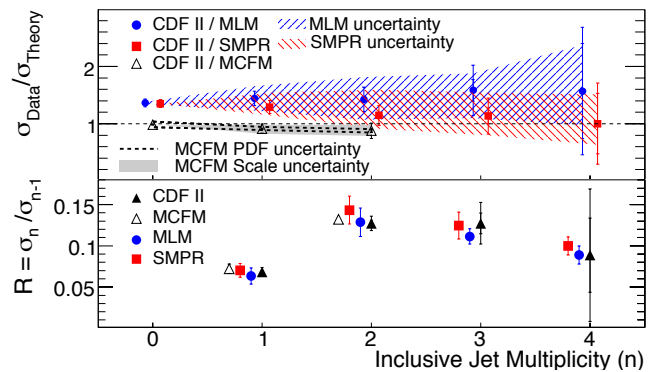 CDF II / MLM MLM uncertainty
CDF II / SMPR SMPR uncertainty
CDF II / MCFM
σData/σTheory
2
1
MCFM PDF uncertainty
MCFM Scale uncertainty
R = σn/σn-1
0.15
0.10
0.05
CDF II
MCFM
MLM
SMPR
0 1 2 3 4
Inclusive Jet Multiplicity (n)